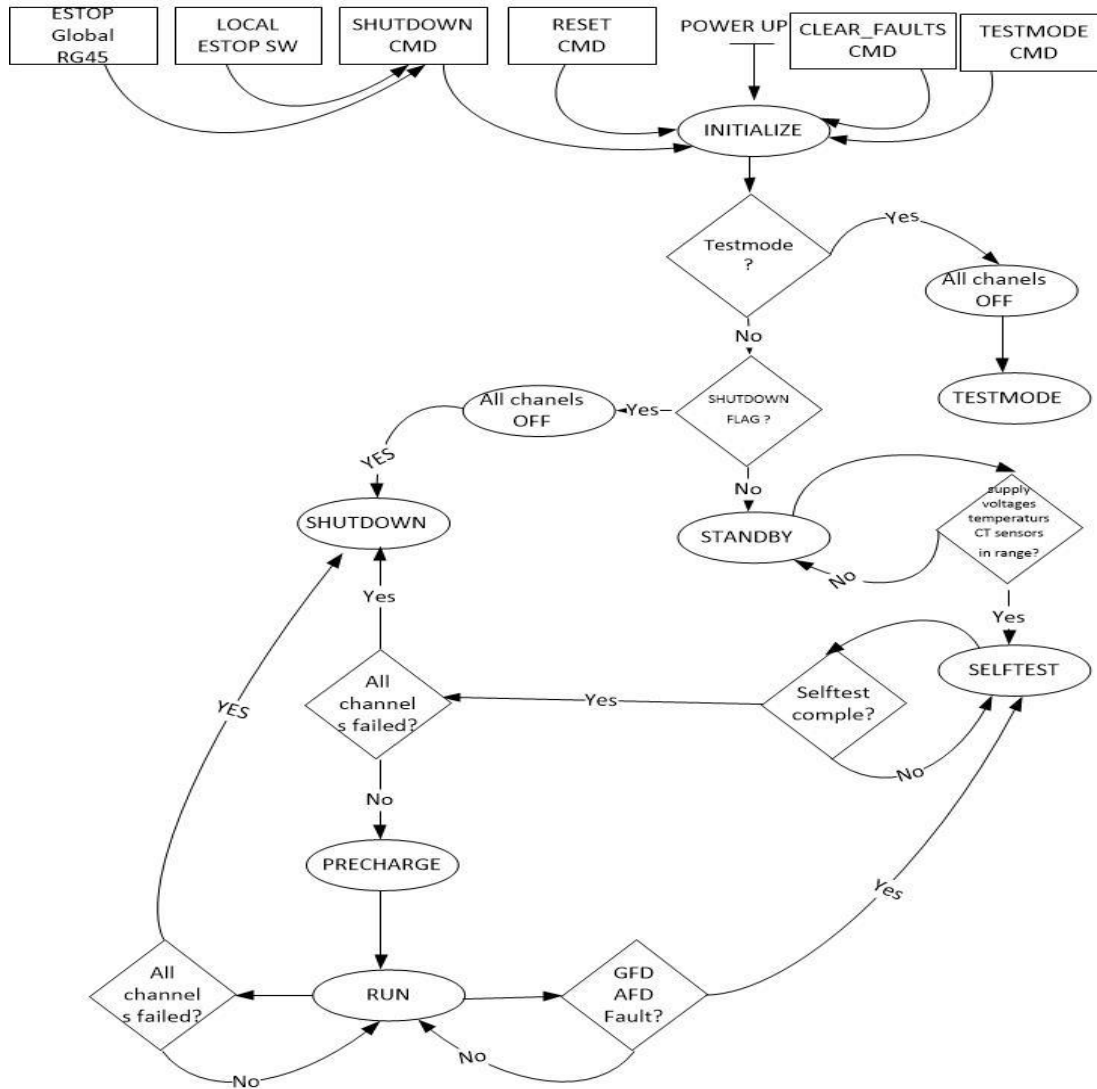 ESTOP
Global
RG45
LOCAL
ESTOP SW
SHUTDOWN
CMD
RESET
CMD
POWER UP
CLEAR_FAULTS
CMD
TESTMODE
CMD
INITIALIZE
Testmode
?
Yes
All chanels
OFF
No
TESTMODE
SHUTDOWN
FLAG ?
Yes
All chanels
OFF
YES
No
SHUTDOWN
STANDBY
supply
voltages
temperaturs
CT sensors
in range?
No
Yes
Yes
SELFTEST
All
channel
s failed?
Yes
Selftest
comple?
No
YES
No
PRECHARGE
Yes
All
channel
s failed?
RUN
GFD
AFD
Fault?
No
No